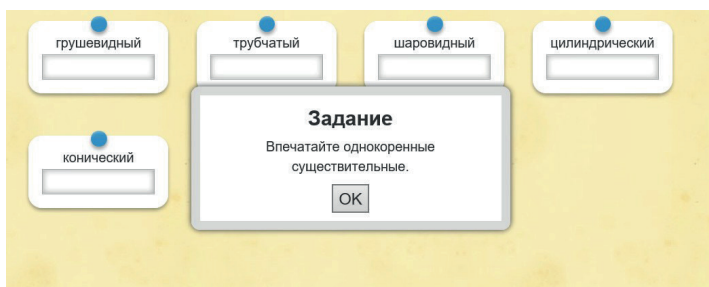 грушевидный
трубчатый
шаровидный
цилиндрический
конический
Задание
Впечатайте однокоренные
существительные.
OK